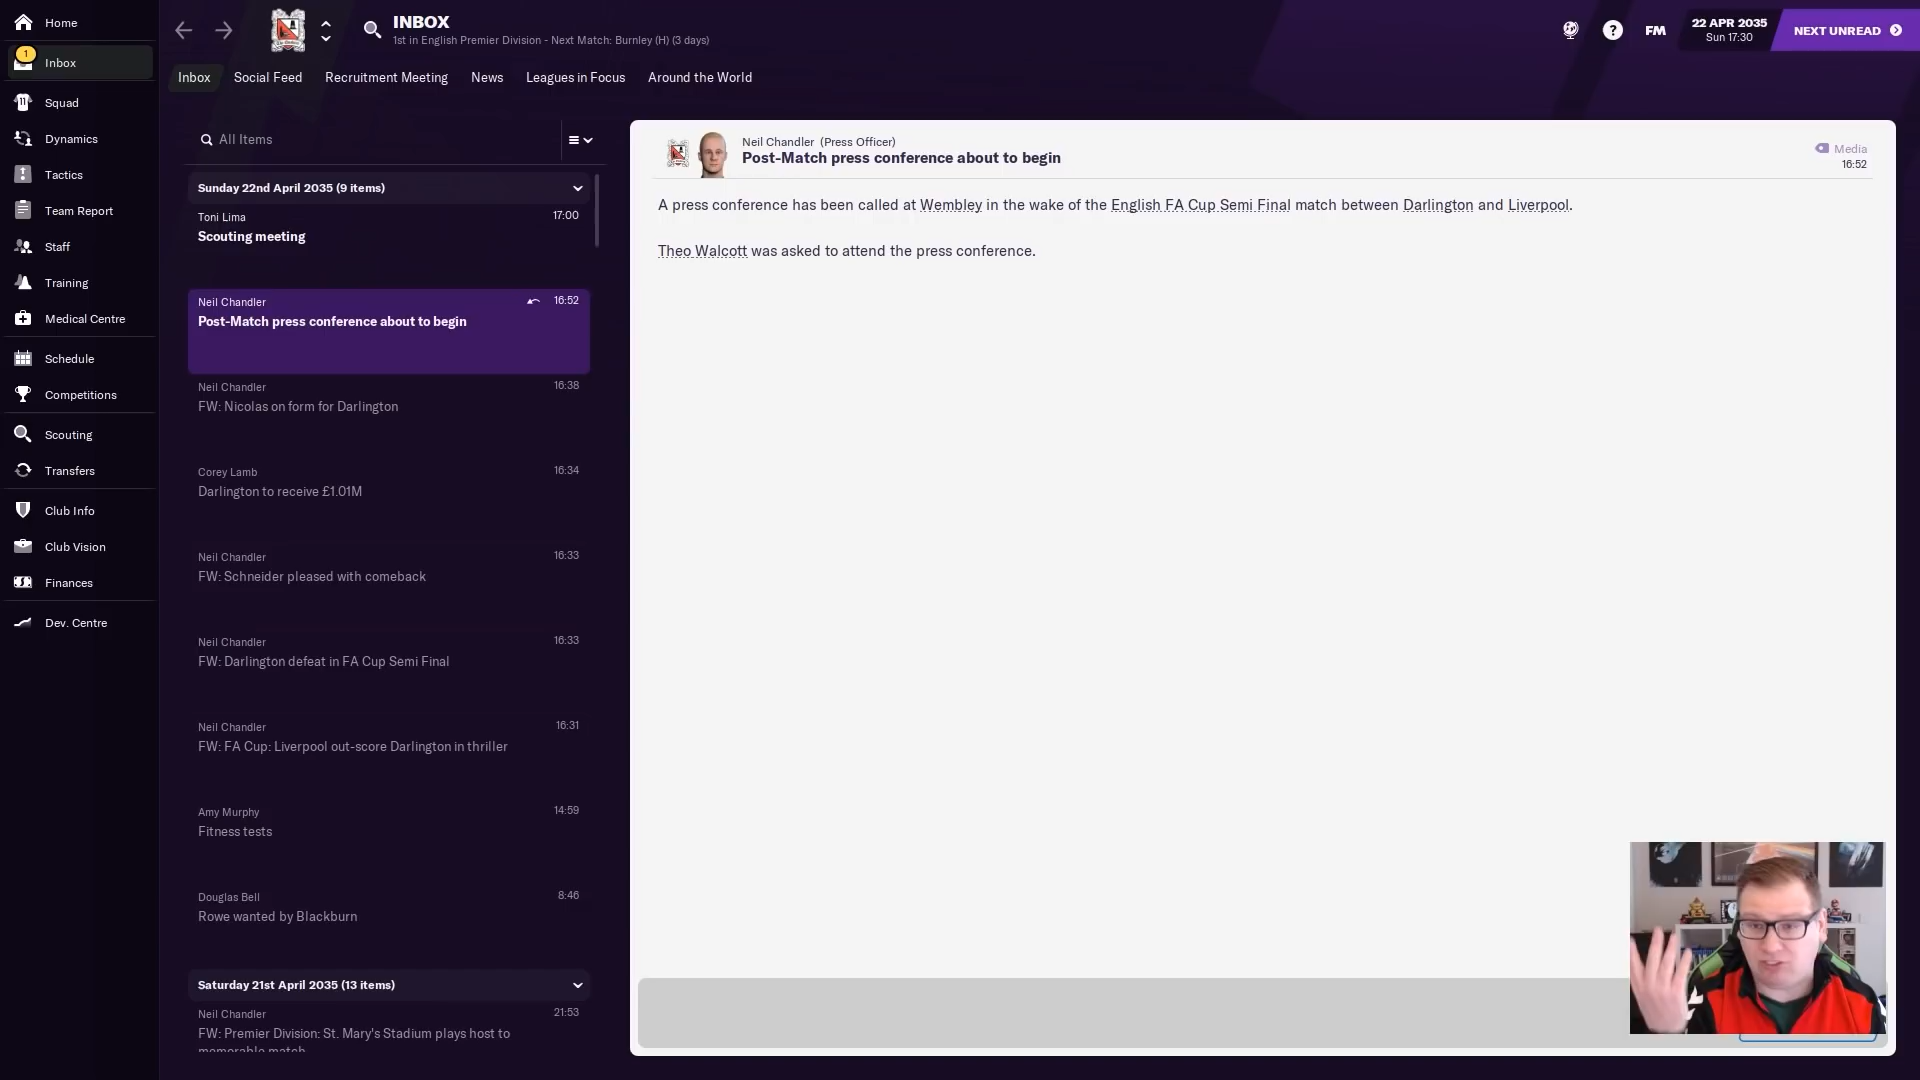 Home
1
Inbox
Squad
Dynamics
Tactics
Team Report
Staff
Training
Medical Centre
Schedule
Competitions
Scouting
Transfers
Club Info
Club Vision
Finances
Dev. Centre
INBOX
1st in English Premier Division - Next Match: Burnley (H) (3 days)
?
FM
22 APR 2035
Sun 17:30
NEXT UNREAD
Inbox
Social Feed
Recruitment Meeting
News
Leagues in Focus
Around the World
All Items
Sunday 22nd April 2035 (9 items)
Toni Lima 17:00
Scouting meeting
Neil Chandler 16:52
Post-Match press conference about to begin
Neil Chandler 16:38
FW: Nicolas on form for Darlington
Corey Lamb 16:34
Darlington to receive £1.01M
Neil Chandler 16:33
FW: Schneider pleased with comeback
Neil Chandler 16:33
FW: Darlington defeat in FA Cup Semi Final
Neil Chandler 16:31
FW: FA Cup: Liverpool out-score Darlington in thriller
Amy Murphy 14:59
Fitness tests
Douglas Bell 8:46
Rowe wanted by Blackburn
Saturday 21st April 2035 (13 items)
Neil Chandler 21:53
FW: Premier Division: St. Mary's Stadium plays host to
memorable match
Neil Chandler (Press Officer)
Post-Match press conference about to begin
Media
16:52
A press conference has been called at Wembley in the wake of the English FA Cup Semi Final match between Darlington and Liverpool.
Theo Walcott was asked to attend the press conference.